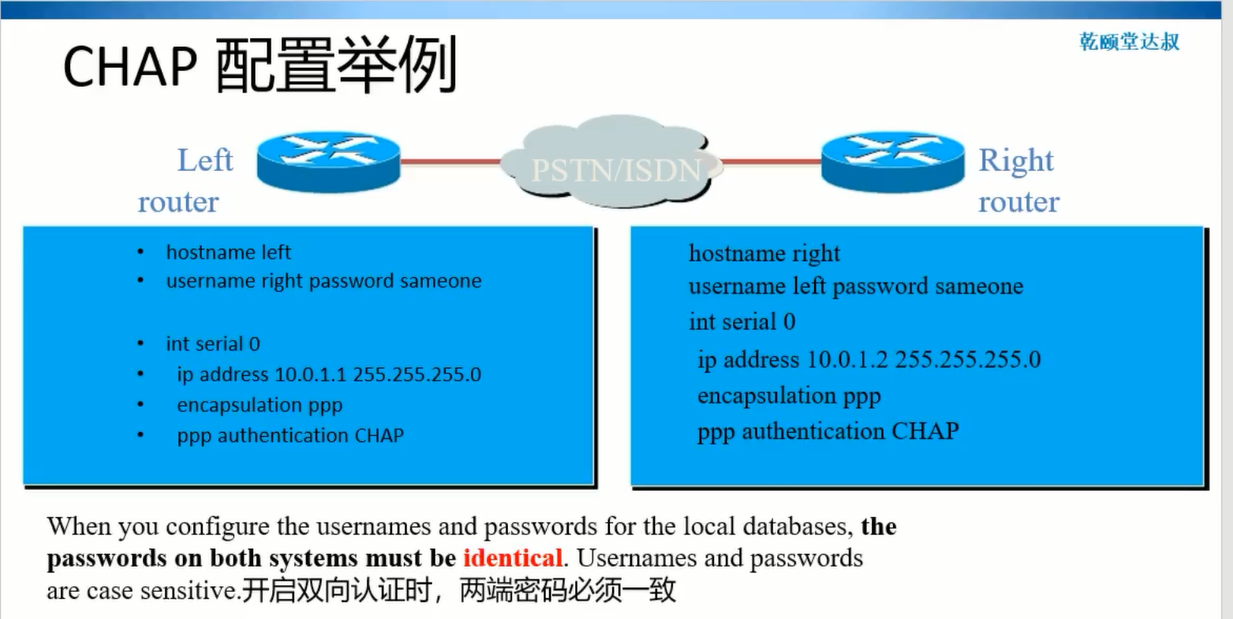 乾颐堂达叔
CHAP 配置举例
Left
router
PSTN/ISDN
Right
router
• hostname left
• username right password sameone
• int serial 0
• ip address 10.0.1.1 255.255.255.0
• encapsulation ppp
• ppp authentication CHAP
hostname right
username left password sameone
int serial 0
ip address 10.0.1.2 255.255.255.0
encapsulation ppp
ppp authentication CHAP
When you configure the usernames and passwords for the local databases, the
passwords on both systems must be identical. Usernames and passwords
are case sensitive.开启双向认证时，两端密码必须一致